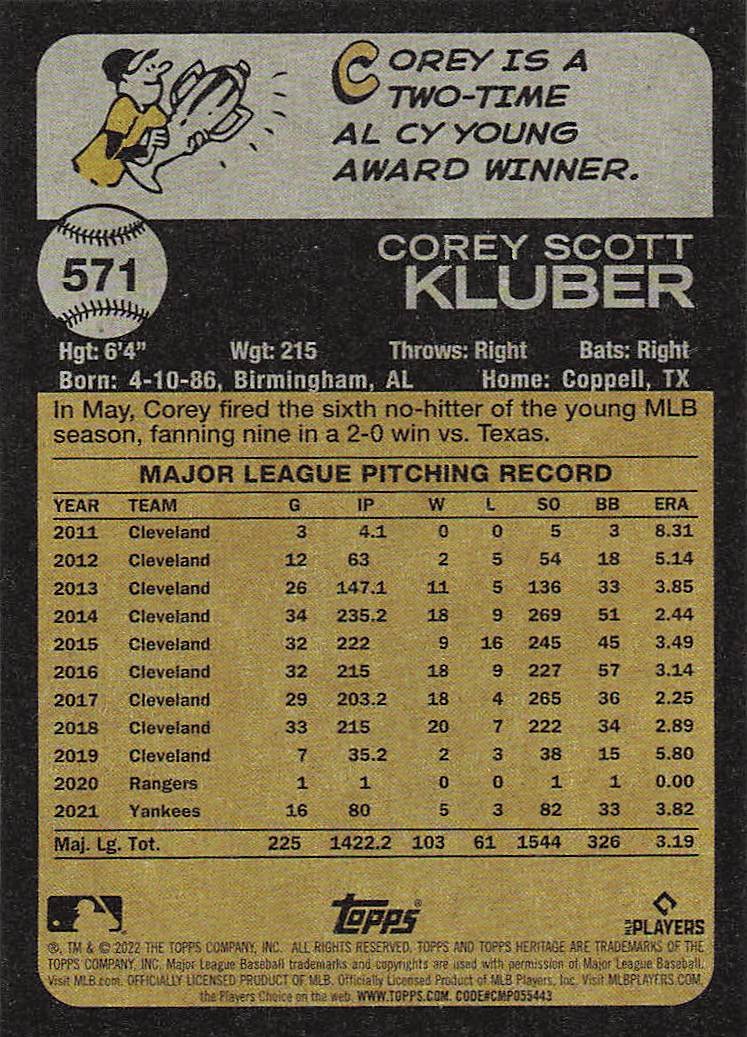 COREY IS A
TWO-TIME
AL CY YOUNG
AWARD WINNER.
571
COREY SCOTT
KLUBER
Hgt: 6'4" Wgt: 215 Throws: Right Bats: Right
Born: 4-10-86, Birmingham, AL Home: Coppell, TX
In May, Corey fired the sixth no-hitter of the young MLB
season, fanning nine in a 2-0 win vs. Texas.
MAJOR LEAGUE PITCHING RECORD
YEAR TEAM G IP W L SO BB ERA
2011 Cleveland 3 4.1 0 0 5 3 8.31
2012 Cleveland 12 63 2 5 54 18 5.14
2013 Cleveland 26 147.1 11 5 136 33 3.85
2014 Cleveland 34 235.2 18 9 269 51 2.44
2015 Cleveland 32 222 9 16 245 45 3.49
2016 Cleveland 32 215 18 9 227 57 3.14
2017 Cleveland 29 203.2 18 4 265 36 2.25
2018 Cleveland 33 215 20 7 222 34 2.89
2019 Cleveland 7 35.2 2 3 38 15 5.80
2020 Rangers 1 1 0 0 1 1 0.00
2021 Yankees 16 80 5 3 82 33 3.82
Maj. Lg. Tot. 225 1422.2 103 61 1544 326 3.19
topps®
MLB PLAYERS
®, TM & © 2022 THE TOPPS COMPANY, INC. ALL RIGHTS RESERVED. TOPPS AND TOPPS HERITAGE ARE TRADEMARKS OF THE
TOPPS COMPANY, INC. Major League Baseball trademarks and copyrights are used with permission of Major League Baseball.
Visit MLB.com. OFFICIALLY LICENSED PRODUCT OF MLB. Officially Licensed Product of MLB Players, Inc. Visit MLBPLAYERS.COM,
the Players Choice on the web. WWW.TOPPS.COM. CODE#CMP055443